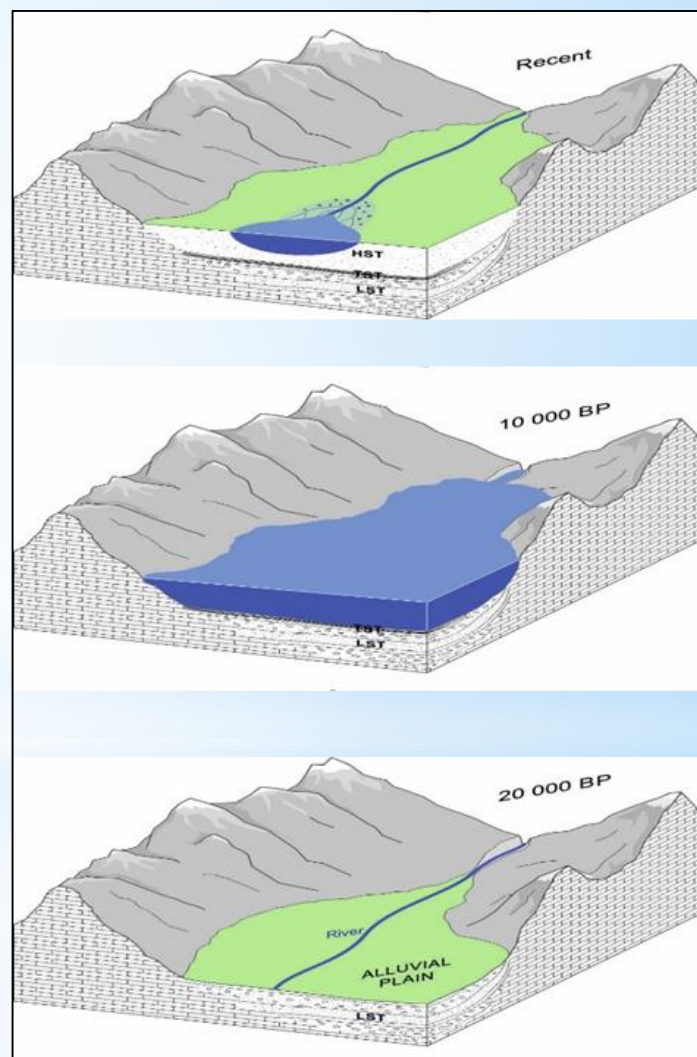 Recent
HST
TST
LST
10 000 BP
TST
LST
20 000 BP
River
ALLUVIAL
PLAIN
LST